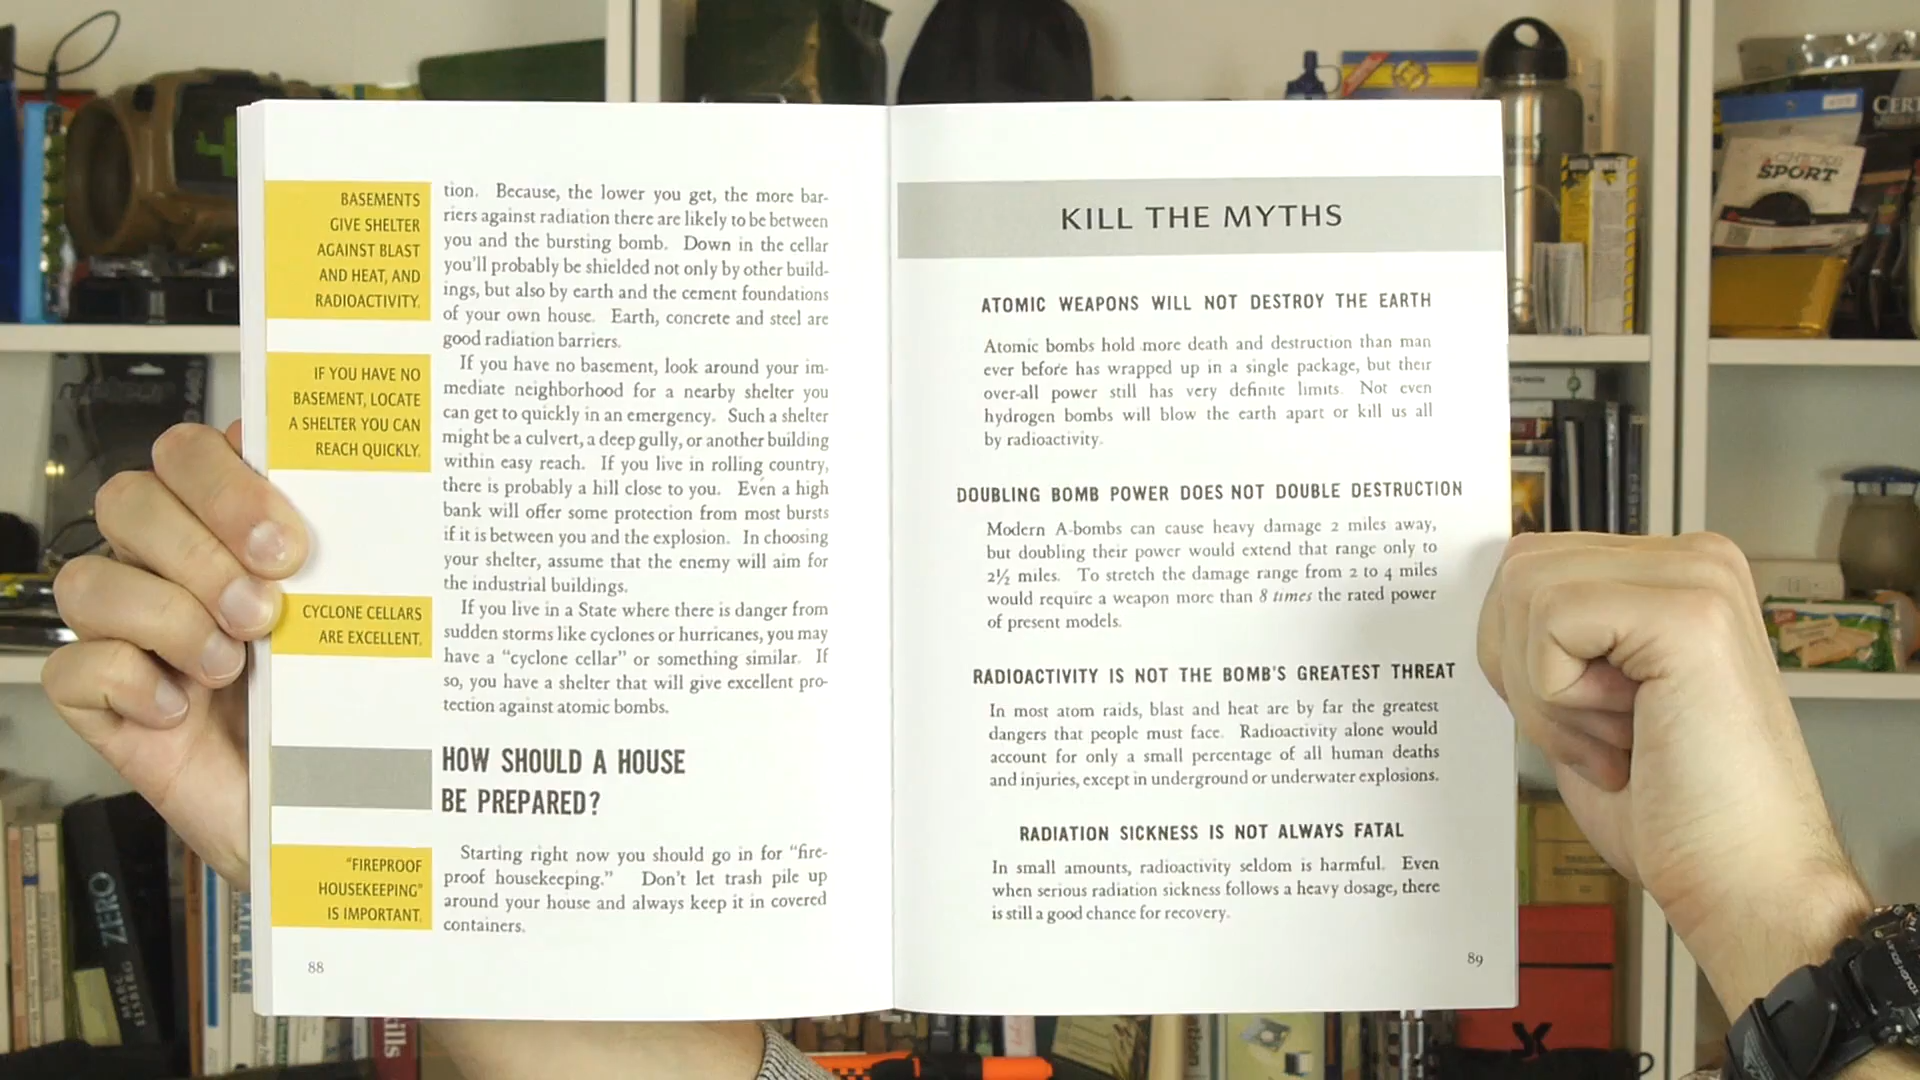 BASEMENTS
GIVE SHELTER
AGAINST BLAST
AND HEAT, AND
RADIOACTIVITY.
IF YOU HAVE NO
BASEMENT, LOCATE
A SHELTER YOU CAN
REACH QUICKLY.
CYCLONE CELLARS
ARE EXCELLENT.
"FIREPROOF
HOUSEKEEPING"
IS IMPORTANT.
tion. Because, the lower you get, the more bar-
riers against radiation there are likely to be between
you and the bursting bomb. Down in the cellar
you'll probably be shielded not only by other build-
ings, but also by earth and the cement foundations
of your own house. Earth, concrete and steel are
good radiation barriers.
If you have no basement, look around your im-
mediate neighborhood for a nearby shelter you
can get to quickly in an emergency. Such a shelter
might be a culvert, a deep gully, or another building
within easy reach. If you live in rolling country,
there is probably a hill close to you. Even a high
bank will offer some protection from most bursts
if it is between you and the explosion. In choosing
your shelter, assume that the enemy will aim for
the industrial buildings.
If you live in a State where there is danger from
sudden storms like cyclones or hurricanes, you may
have a "cyclone cellar" or something similar. If
so, you have a shelter that will give excellent pro-
tection against atomic bombs.
HOW SHOULD A HOUSE
BE PREPARED?
Starting right now you should go in for "fire-
proof housekeeping." Don't let trash pile up
around your house and always keep it in covered
containers.
88
KILL THE MYTHS
ATOMIC WEAPONS WILL NOT DESTROY THE EARTH
Atomic bombs hold more death and destruction than man
ever before has wrapped up in a single package, but their
over-all power still has very definite limits. Not even
hydrogen bombs will blow the earth apart or kill us all
by radioactivity.
DOUBLING BOMB POWER DOES NOT DOUBLE DESTRUCTION
Modern A-bombs can cause heavy damage 2 miles away,
but doubling their power would extend that range only to
2½ miles. To stretch the damage range from 2 to 4 miles
would require a weapon more than 8 times the rated power
of present models.
RADIOACTIVITY IS NOT THE BOMB'S GREATEST THREAT
In most atom raids, blast and heat are by far the greatest
dangers that people must face. Radioactivity alone would
account for only a small percentage of all human deaths
and injuries, except in underground or underwater explosions.
RADIATION SICKNESS IS NOT ALWAYS FATAL
In small amounts, radioactivity seldom is harmful. Even
when serious radiation sickness follows a heavy dosage, there
is still a good chance for recovery.
89
SPORT
CERT
ZERO
MARC
ELSBERG